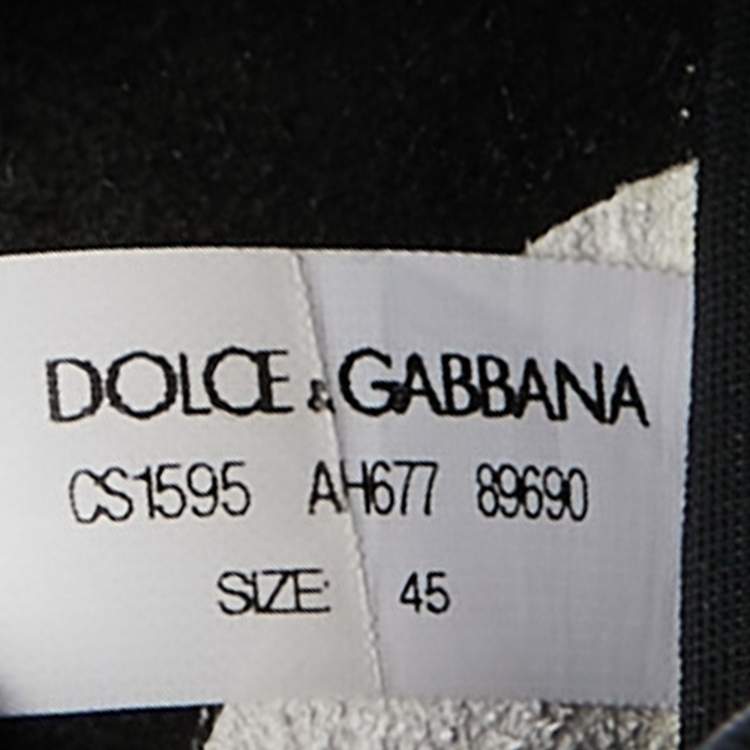 DOLCE & GABBANA
CS1595 AH677 89690
SIZE: 45